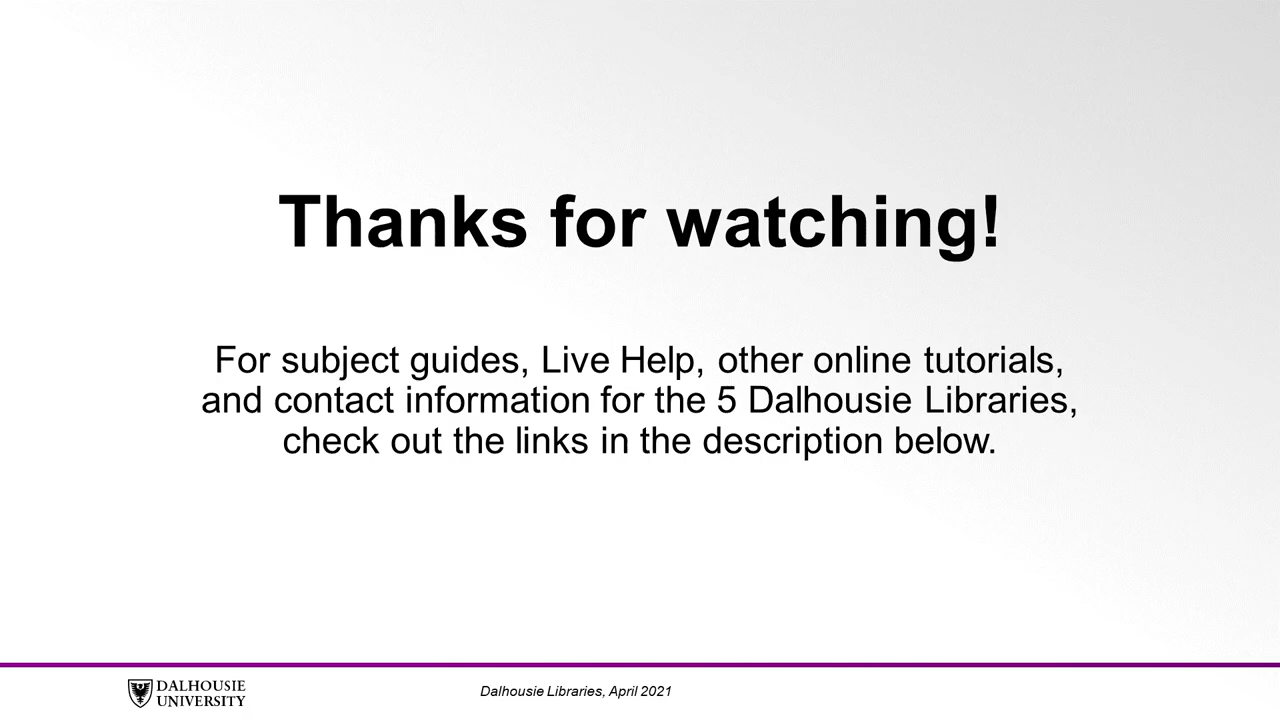 Thanks for watching!
For subject guides, Live Help, other online tutorials,
and contact information for the 5 Dalhousie Libraries,
check out the links in the description below.
DALHOUSIE
UNIVERSITY
Dalhousie Libraries, April 2021